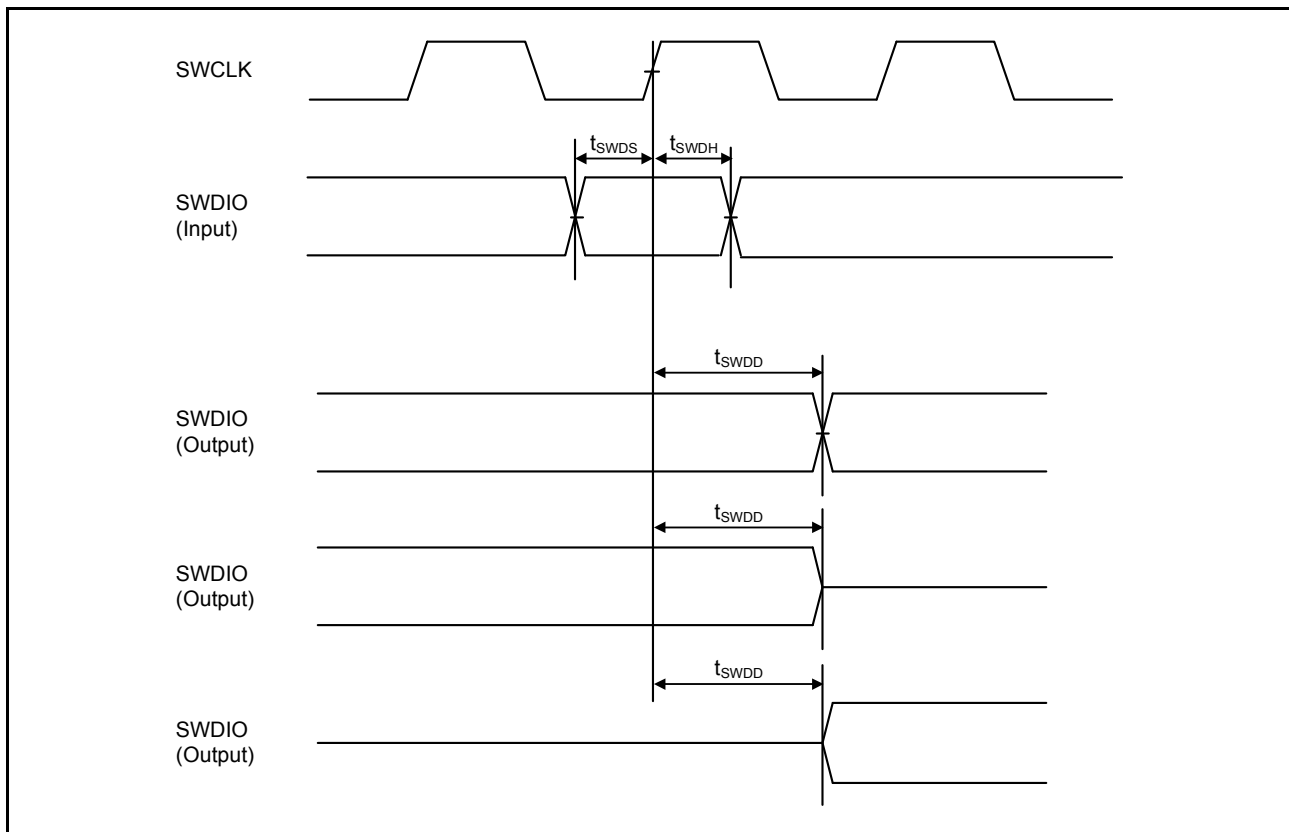 SWCLK
tSWDS
tSWDH
SWDIO
(Input)
tSWDD
SWDIO
(Output)
tSWDD
SWDIO
(Output)
tSWDD
SWDIO
(Output)